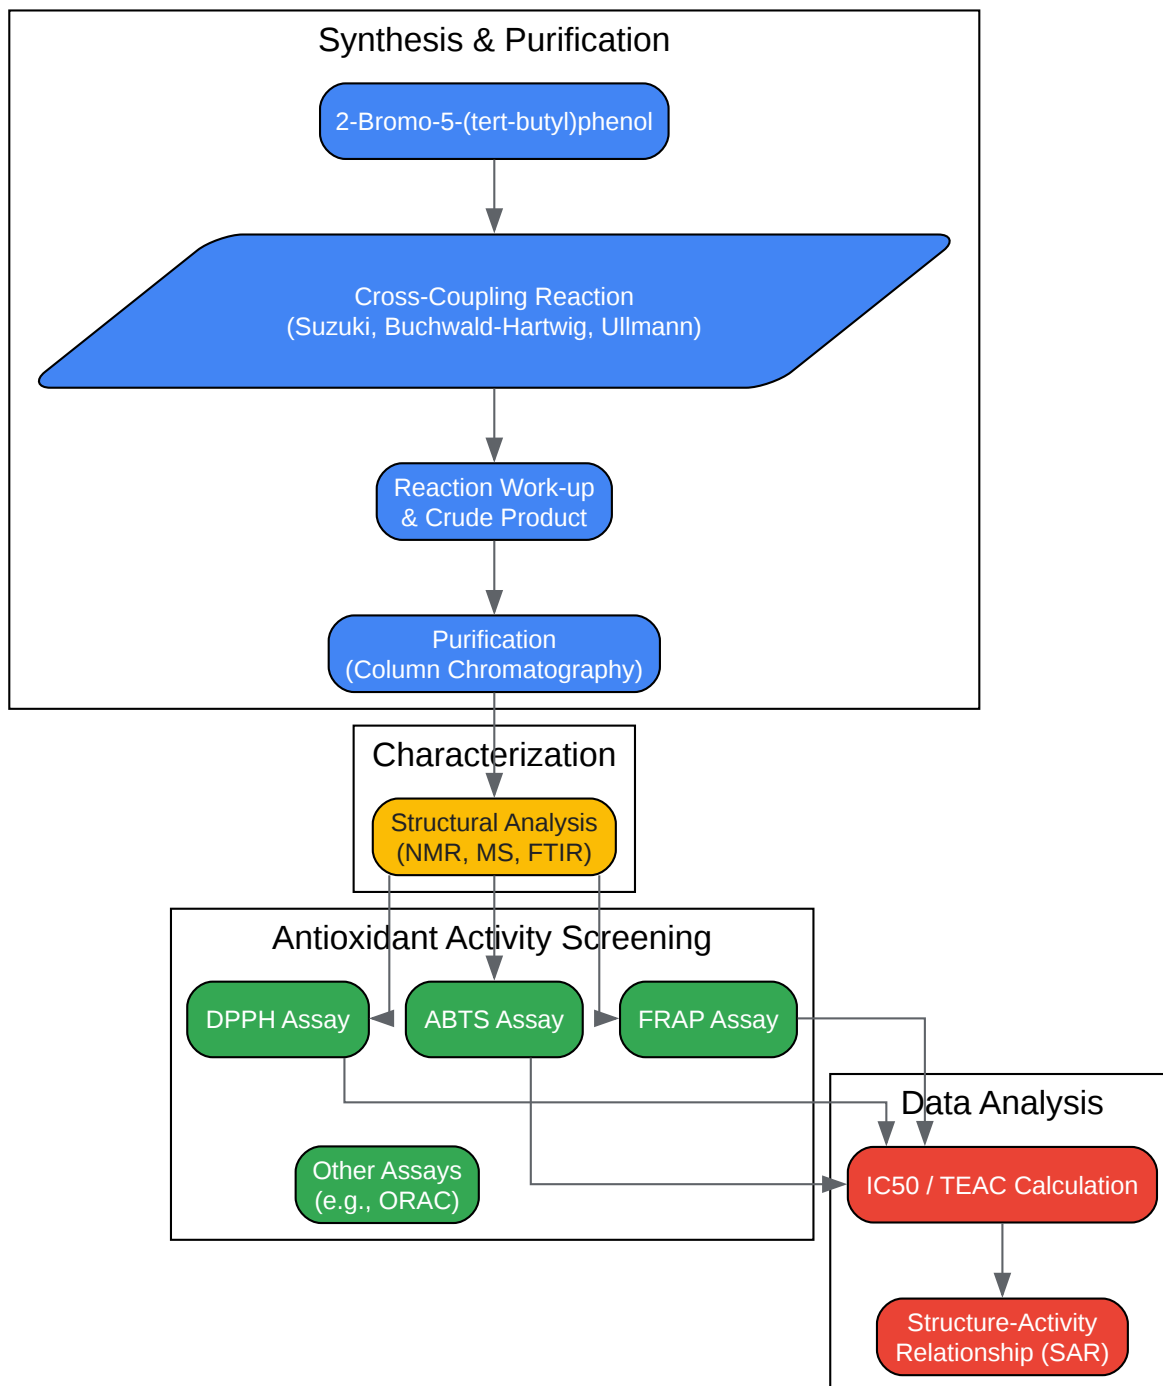 Synthesis & Purification
2-Bromo-5-(tert-butyl)phenol
Cross-Coupling Reaction
(Suzuki, Buchwald-Hartwig, Ullmann)
Reaction Work-up
& Crude Product
Purification
(Column Chromatography)
Characterization
Structural Analysis
(NMR, MS, FTIR)
Antioxidant Activity Screening
DPPH Assay
ABTS Assay
FRAP Assay
Other Assays
(e.g., ORAC)
Data Analysis
IC50 / TEAC Calculation
Structure-Activity
Relationship (SAR)